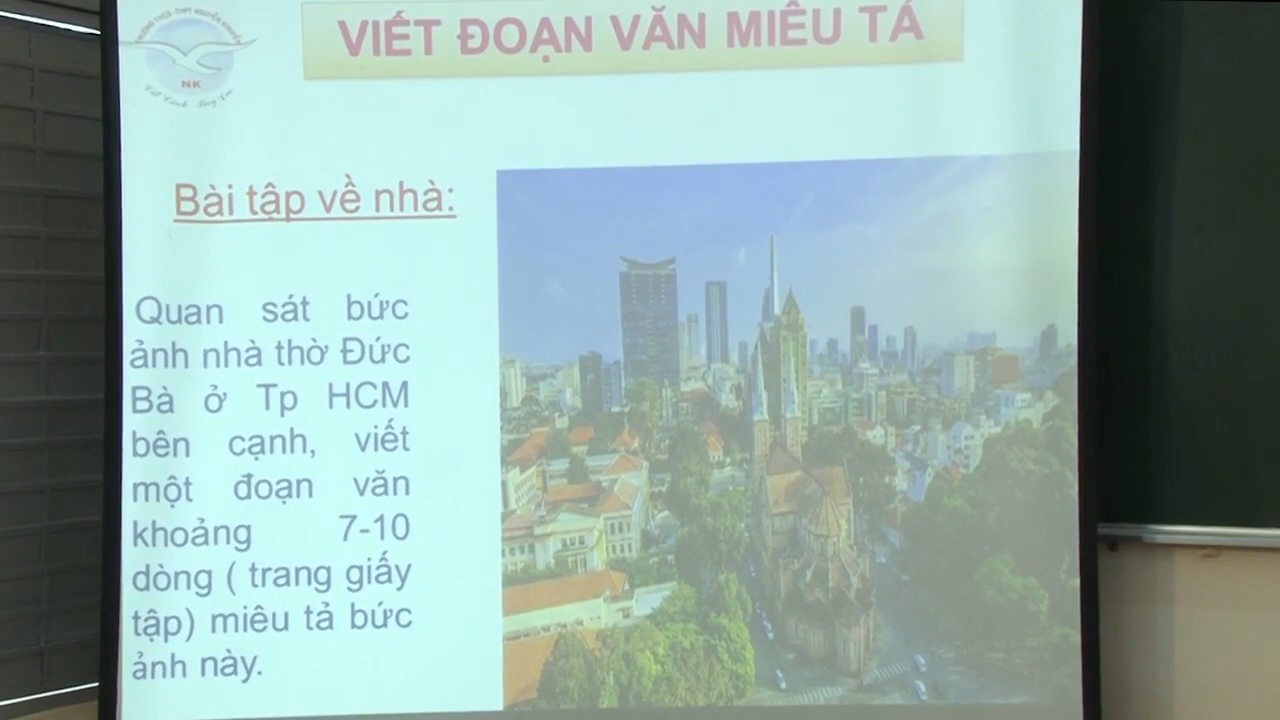 VIẾT ĐOẠN VĂN MIÊU TẢ
NK
Bài tập về nhà:
Quan sát bức
ảnh nhà thờ Đức
Bà ở Tp HCM
bên cạnh, viết
một đoạn văn
khoảng 7-10
dòng ( trang giấy
tập) miêu tả bức
ảnh này.